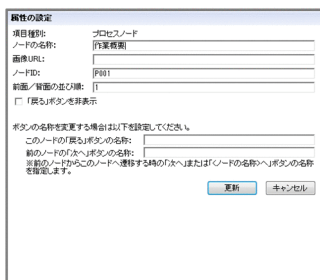 属性の設定
項目種別: プロセスノード
ノードの名称: 作業概要
画像URL:
ノードID: P001
前面／背面の並び順: 1
「戻る」ボタンを非表示
ボタンの名称を変更する場合は以下を設定してください。
このノードの「戻る」ボタンの名称:
前のノードの「次へ」ボタンの名称:
※前のノードからこのノードへ遷移する時の「次へ」または「<ノードの名称>へ」ボタンの名称
を指定します。
更新 キャンセル